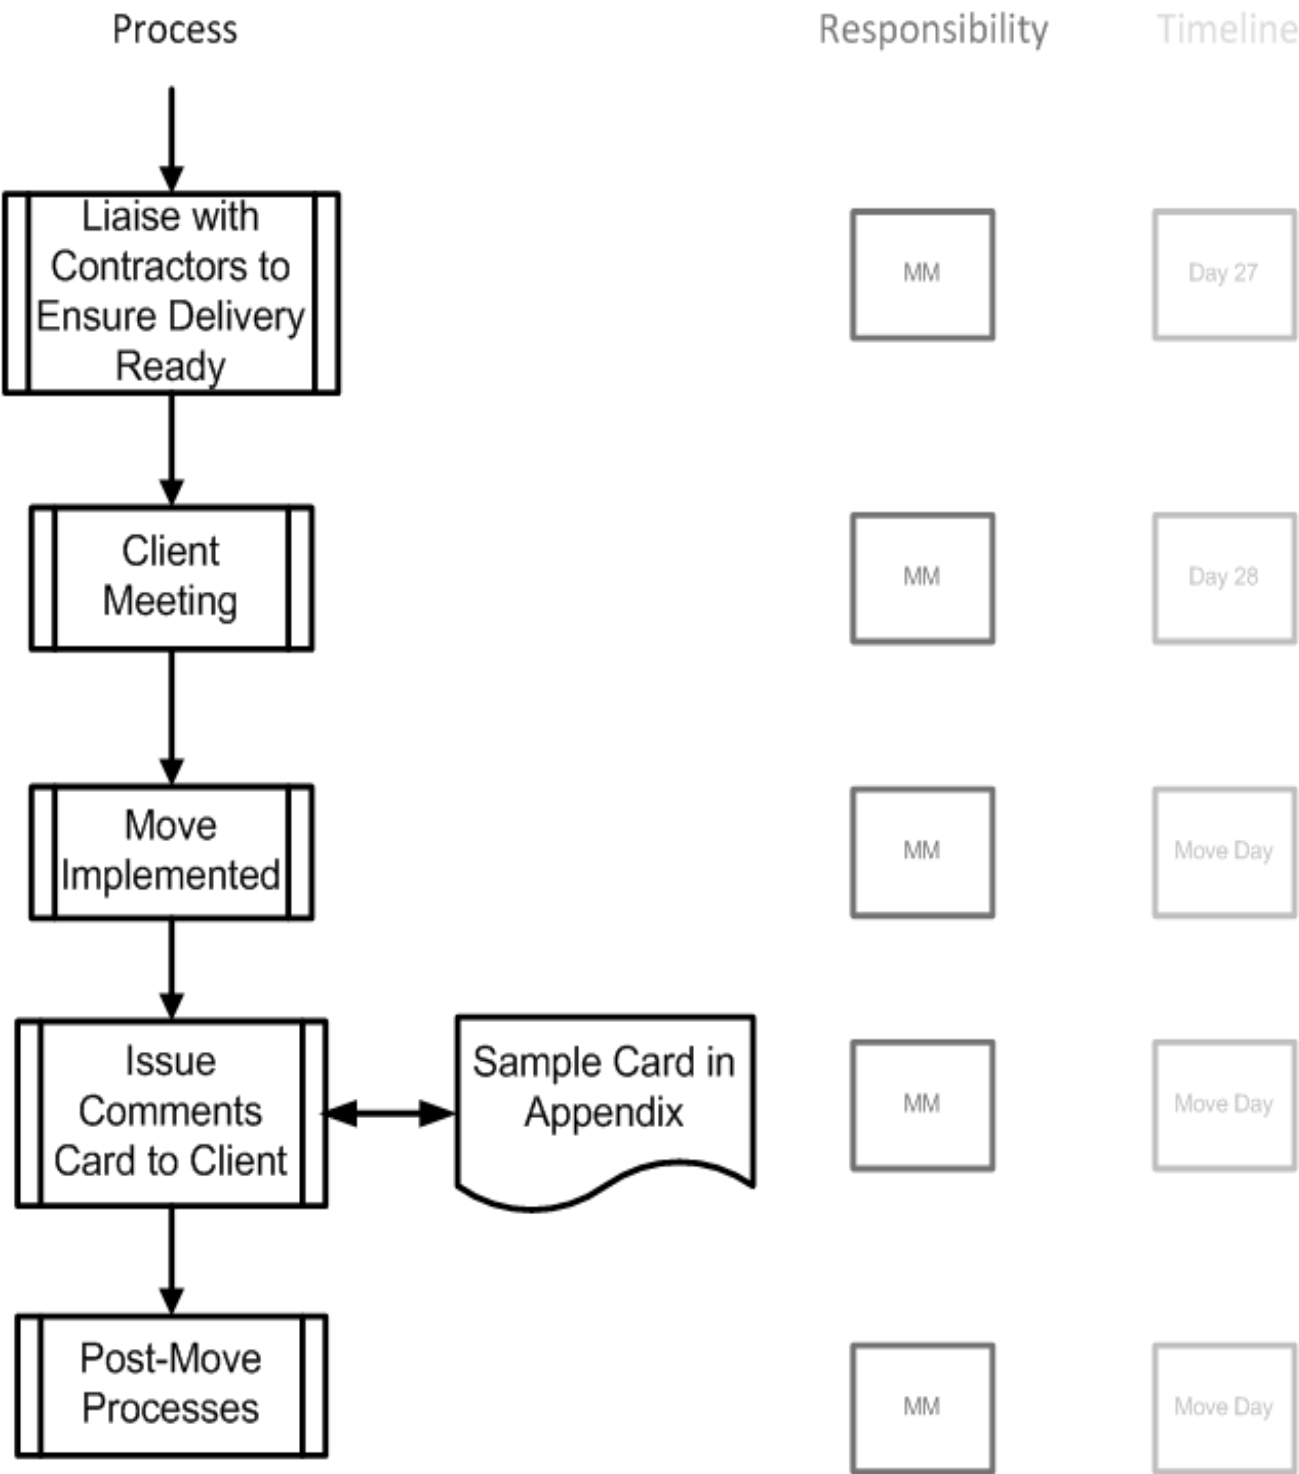 Process
Responsibility
Timeline
Liaise with
Contractors to
Ensure Delivery
Ready
MM
Day 27
Client
Meeting
MM
Day 28
Move
Implemented
MM
Move Day
Issue
Comments
Card to Client
Sample Card in
Appendix
MM
Move Day
Post-Move
Processes
MM
Move Day